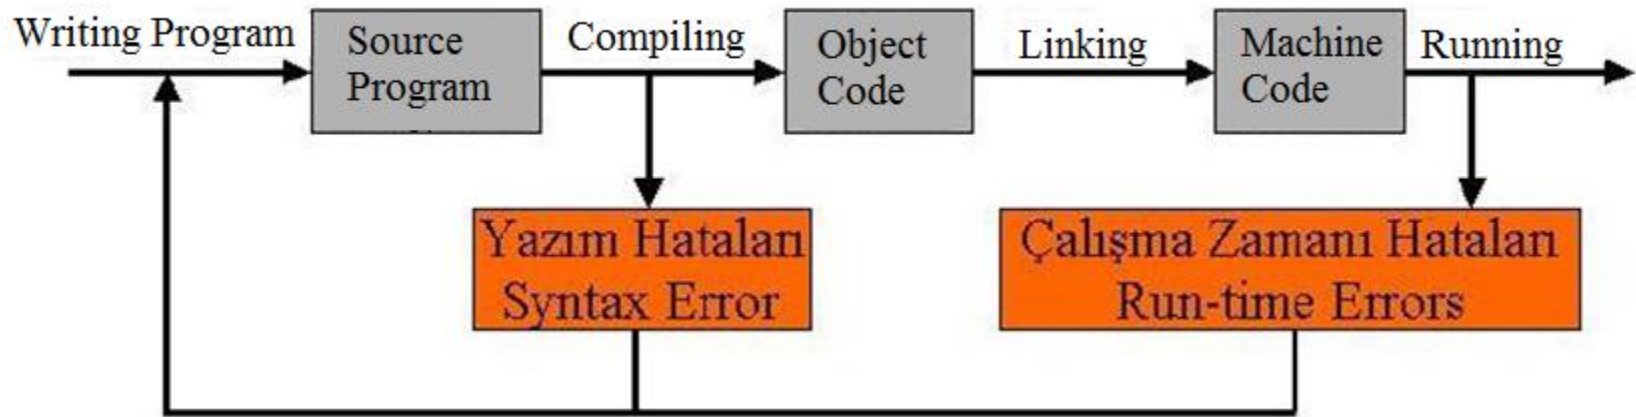 Writing Program
Source
Program
Compiling
Object
Code
Linking
Machine
Code
Running
Yazım Hataları
Syntax Error
Çalışma Zamanı Hataları
Run-time Errors